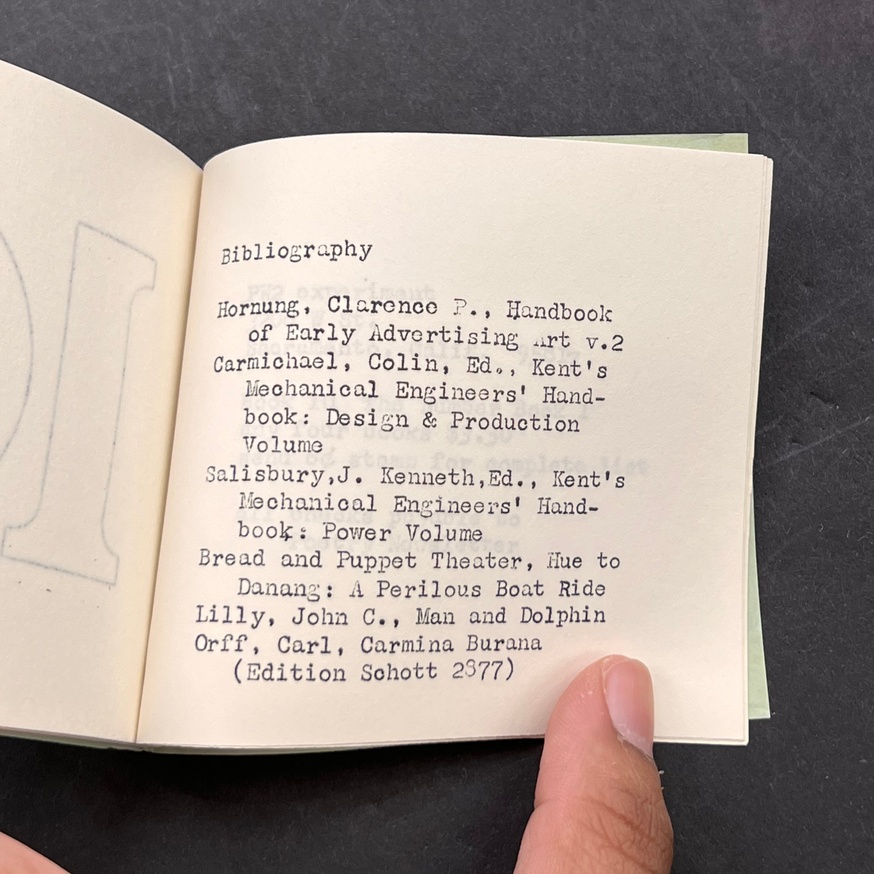 Bibliography
Hornung, Clarence P., Handbook
of Early Advertising Art v.2
Carmichael, Colin, Ed., Kent's
Mechanical Engineers' Hand-
book: Design & Production
Volume
Salisbury,J. Kenneth,Ed., Kent's
Mechanical Engineers' Hand-
book: Power Volume
Bread and Puppet Theater, Hue to
Danang: A Perilous Boat Ride
Lilly, John C., Man and Dolphin
Orff, Carl, Carmina Burana
(Edition Schott 2877)